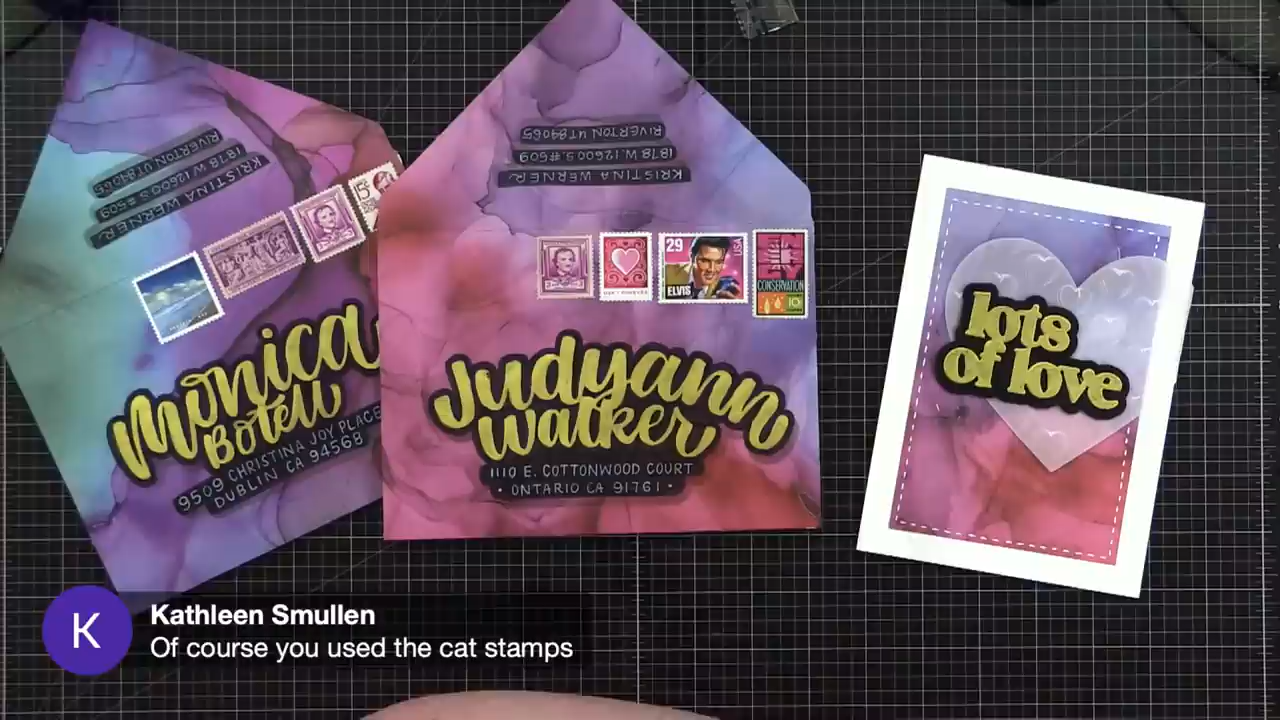 RIVERTON UT 84065
1878 W. 12600 S #509
KRISTINA WERNER
Monica
Botell
9509 CHRISTINA JOY PLACE
DUBLIN CA 94568
RIVERTON UT 84065
1878 W. 12600 S. #509
KRISTINA WERNER
29
USA
ELVIS
CONSERVATION
10c
Judyann
Walker
1110 E. COTTONWOOD COURT
• ONTARIO CA 91761 •
lots
of love
K
Kathleen Smullen
Of course you used the cat stamps